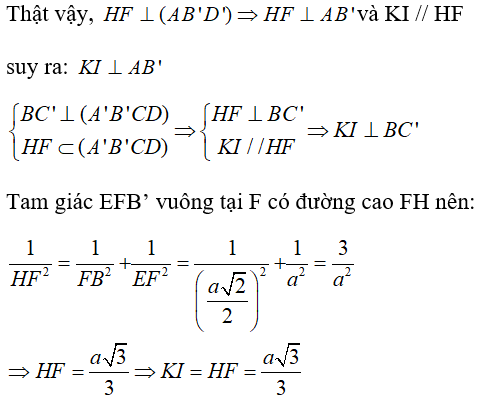 Thật vậy, HF ⊥ (AB'D') ⇒ HF ⊥ AB' và KI // HF
suy ra: KI ⊥ AB'
{BC' ⊥ (A'B'CD) ; HF ⊂ (A'B'CD) ⇒ {HF ⊥ BC' ; KI // HF ⇒ KI ⊥ BC'
Tam giác EFB’ vuông tại F có đường cao FH nên:
1/HF² = 1/FB² + 1/EF² = 1/(a√2/2)² + 1/a² = 3/a²
⇒ HF = a√3/3 ⇒ KI = HF = a√3/3